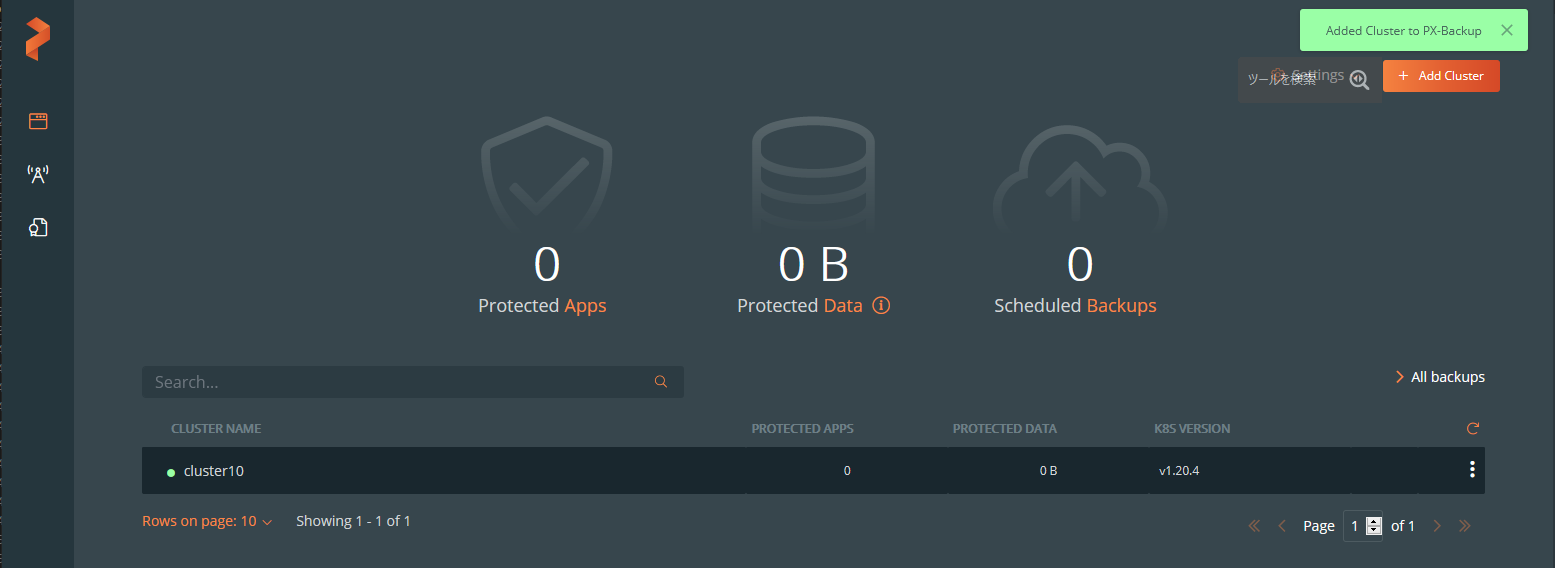 Added Cluster to PX-Backup
Settings
ツールを検索
+ Add Cluster
0
0 B
0
Protected Apps
Protected Data
Scheduled Backups
Search...
All backups
CLUSTER NAME PROTECTED APPS PROTECTED DATA K8S VERSION
cluster10 0 0 B v1.20.4
Rows on page: 10 Showing 1 - 1 of 1
Page 1 of 1